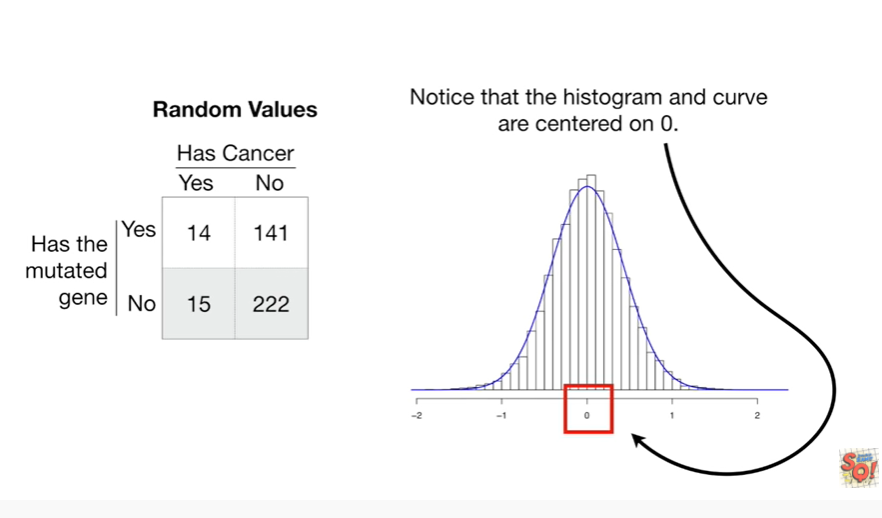 Notice that the histogram and curve
are centered on 0.
Random Values
Has Cancer
Yes No
Has the
mutated
gene
Yes 14 141
No 15 222
-2 -1 0 1 2
SO!